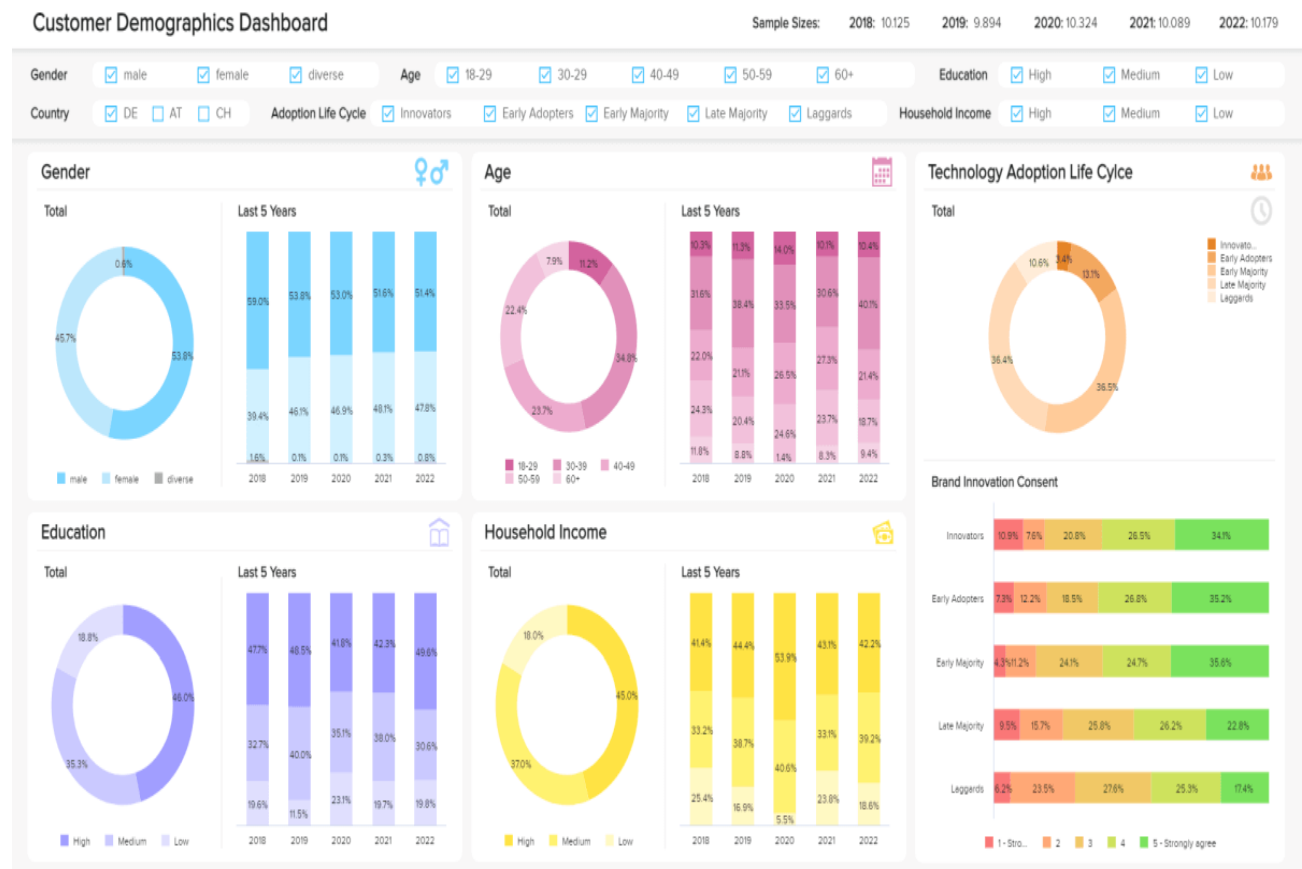 Customer Demographics Dashboard
Sample Sizes: 2018: 10.125 2019: 9.894 2020: 10.324 2021: 10.089 2022: 10.179
Gender male female diverse Age 18-29 30-29 40-49 50-59 60+ Education High Medium Low
Country DE AT CH Adoption Life Cycle Innovators Early Adopters Early Majority Late Majority Laggards Household Income High Medium Low
Gender
Total
0.6%
45.7%
53.8%
male female diverse
Last 5 Years
59.0% 53.8% 53.0% 51.6% 51.4%
39.4% 46.1% 46.9% 48.1% 47.8%
1.6% 0.1% 0.1% 0.3% 0.8%
2018 2019 2020 2021 2022
Age
Total
7.9% 11.2%
22.4%
34.8%
23.7%
18-29 30-39 40-49
50-59 60+
Last 5 Years
10.3% 11.3% 14.0% 10.1% 10.4%
31.6% 38.4% 33.5% 30.6% 40.1%
22.0% 21.1% 26.5% 27.3% 21.4%
24.3% 20.4% 24.6% 23.7% 18.7%
11.8% 8.8% 1.4% 8.3% 9.4%
2018 2019 2020 2021 2022
Technology Adoption Life Cylce
Total
10.6% 3.4%
13.1%
36.4%
36.5%
Innovato...
Early Adopters
Early Majority
Late Majority
Laggards
Brand Innovation Consent
Innovators 10.9% 7.6% 20.8% 26.5% 34.1%
Early Adopters 7.3% 12.2% 18.5% 26.8% 35.2%
Early Majority 4.3% 11.2% 24.1% 24.7% 35.6%
Late Majority 9.5% 15.7% 25.8% 26.2% 22.8%
Laggards 6.2% 23.5% 27.6% 25.3% 17.4%
1 - Stro... 2 3 4 5 - Strongly agree
Education
Total
18.8%
46.0%
35.3%
High Medium Low
Last 5 Years
47.7% 48.5% 41.8% 42.3% 49.6%
32.7% 40.0% 35.1% 38.0% 30.6%
19.6% 11.5% 23.1% 19.7% 19.8%
2018 2019 2020 2021 2022
Household Income
Total
18.0%
45.0%
37.0%
High Medium Low
Last 5 Years
41.4% 44.4% 53.9% 43.1% 42.2%
33.2% 38.7% 40.6% 33.1% 39.2%
25.4% 16.9% 5.5% 23.8% 18.6%
2018 2019 2020 2021 2022